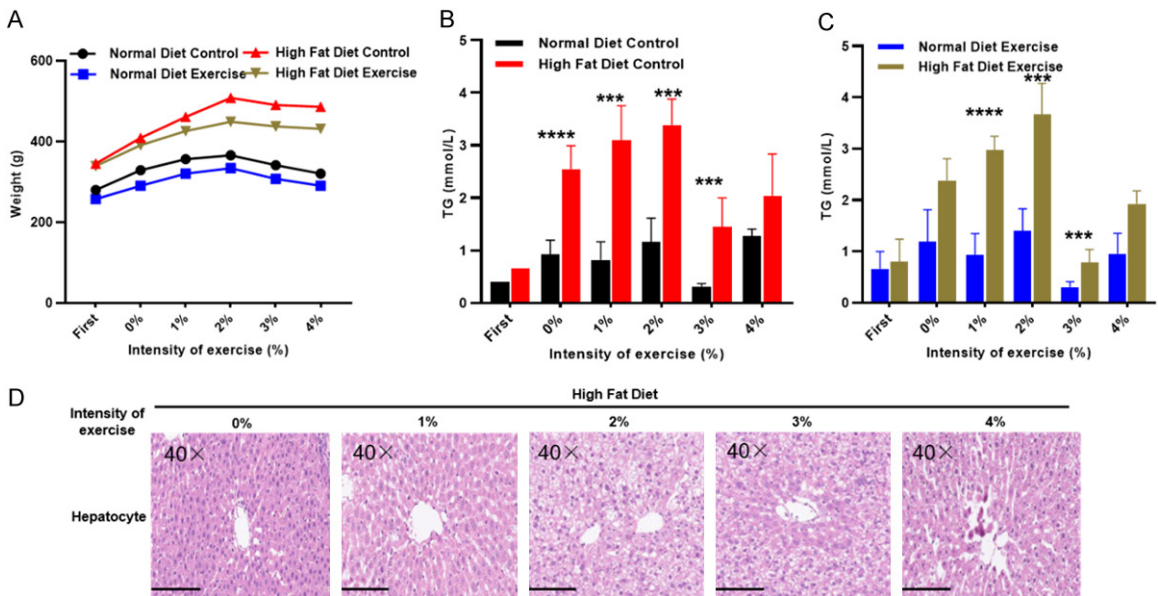 A
Normal Diet Control
High Fat Diet Control
Normal Diet Exercise
High Fat Diet Exercise
600
400
200
0
Weight (g)
First
0%
1%
2%
3%
4%
Intensity of exercise (%)
B
Normal Diet Control
High Fat Diet Control
5
4
3
2
1
0
TG (mmol/L)
****
***
***
***
First
0%
1%
2%
3%
4%
Intensity of exercise (%)
C
Normal Diet Exercise
High Fat Diet Exercise
5
4
3
2
1
0
TG (mmol/L)
****
***
***
First
0%
1%
2%
3%
4%
Intensity of exercise (%)
D
High Fat Diet
Intensity of
exercise
0%
1%
2%
3%
4%
Hepatocyte
40×
40×
40×
40×
40×